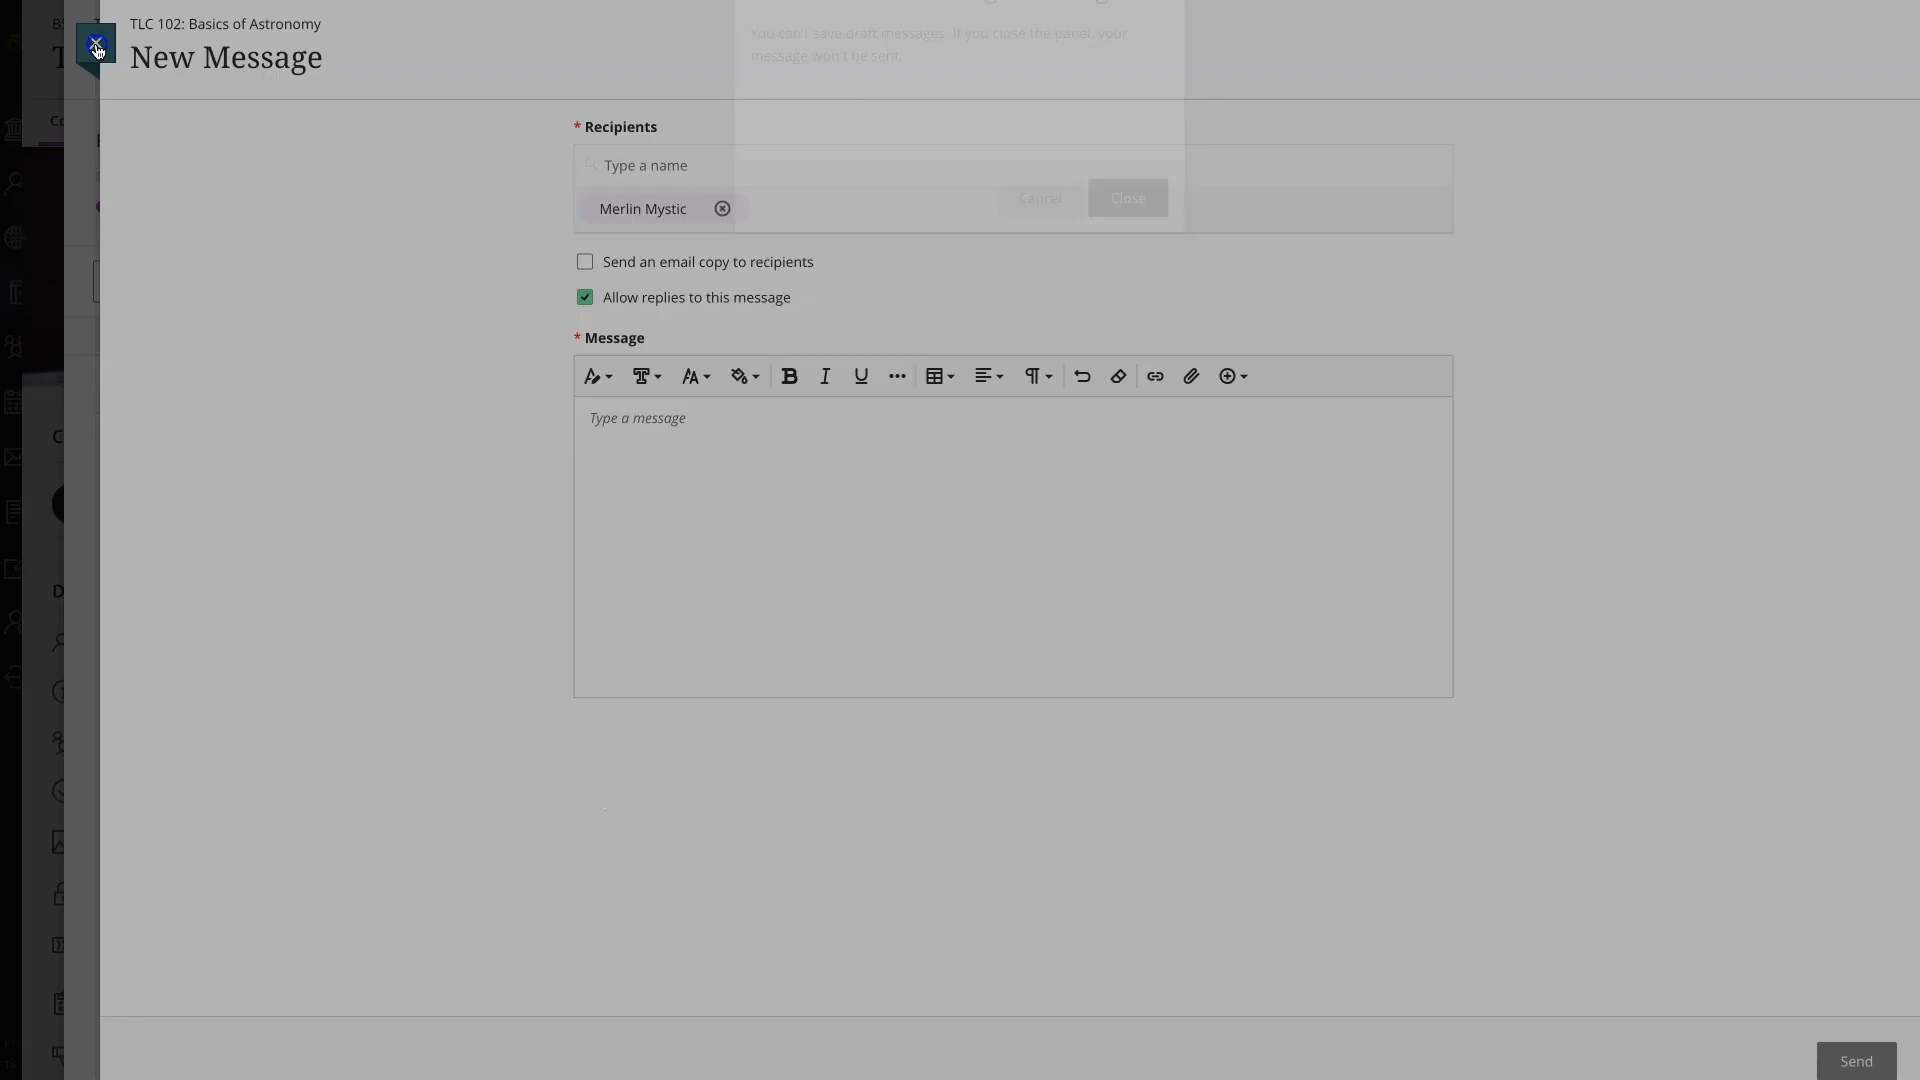 TLC 102: Basics of Astronomy
New Message
You can't save draft messages. If you close the panel, your
message won't be sent.
* Recipients
Type a name
Merlin Mystic
Cancel
Close
Send an email copy to recipients
Allow replies to this message
* Message
Type a message
Send